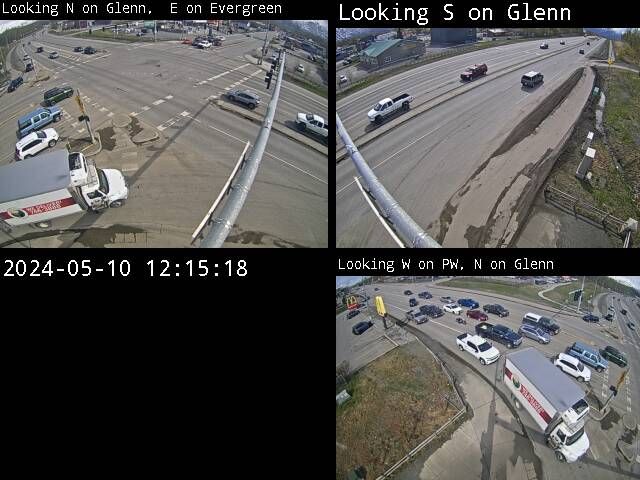 Looking N on Glenn,  E on Evergreen
Looking S on Glenn
2024-05-10 12:15:18
Looking W on PW, N on Glenn